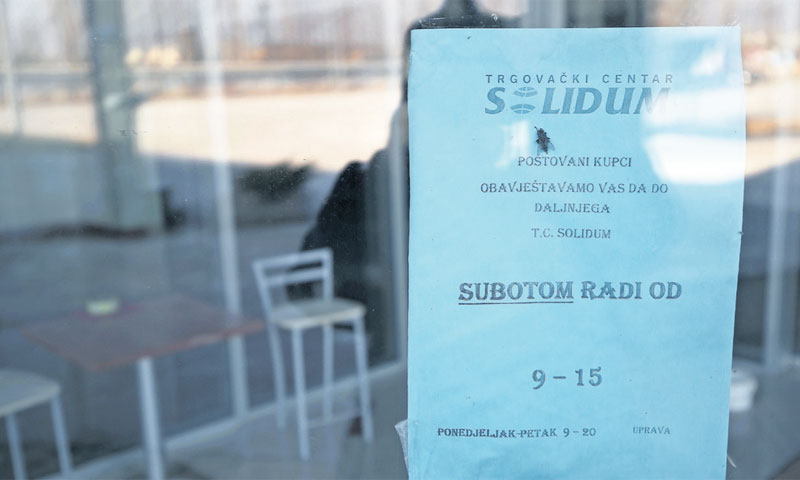 TRGOVAČKI CENTAR
SOLIDUM
POŠTOVANI KUPCI
OBAVJEŠTAVAMO VAS DA DO
DALJNJEGA
T.C. SOLIDUM
SUBOTOM RADI OD
9 – 15
PONEDJELJAK-PETAK 9 – 20 UPRAVA